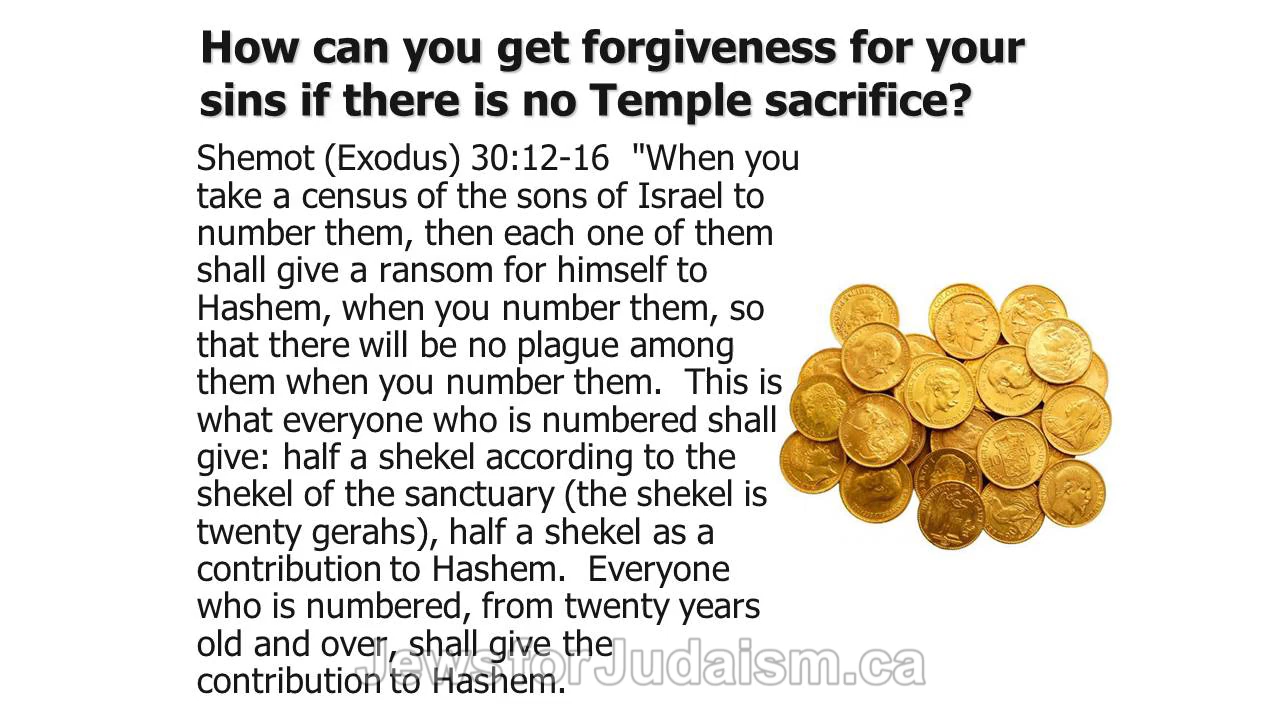 How can you get forgiveness for your
sins if there is no Temple sacrifice?
Shemot (Exodus) 30:12-16  "When you
take a census of the sons of Israel to
number them, then each one of them
shall give a ransom for himself to
Hashem, when you number them, so
that there will be no plague among
them when you number them.  This is
what everyone who is numbered shall
give: half a shekel according to the
shekel of the sanctuary (the shekel is
twenty gerahs), half a shekel as a
contribution to Hashem.  Everyone
who is numbered, from twenty years
old and over, shall give the
contribution to Hashem.
JewsforJudaism.ca